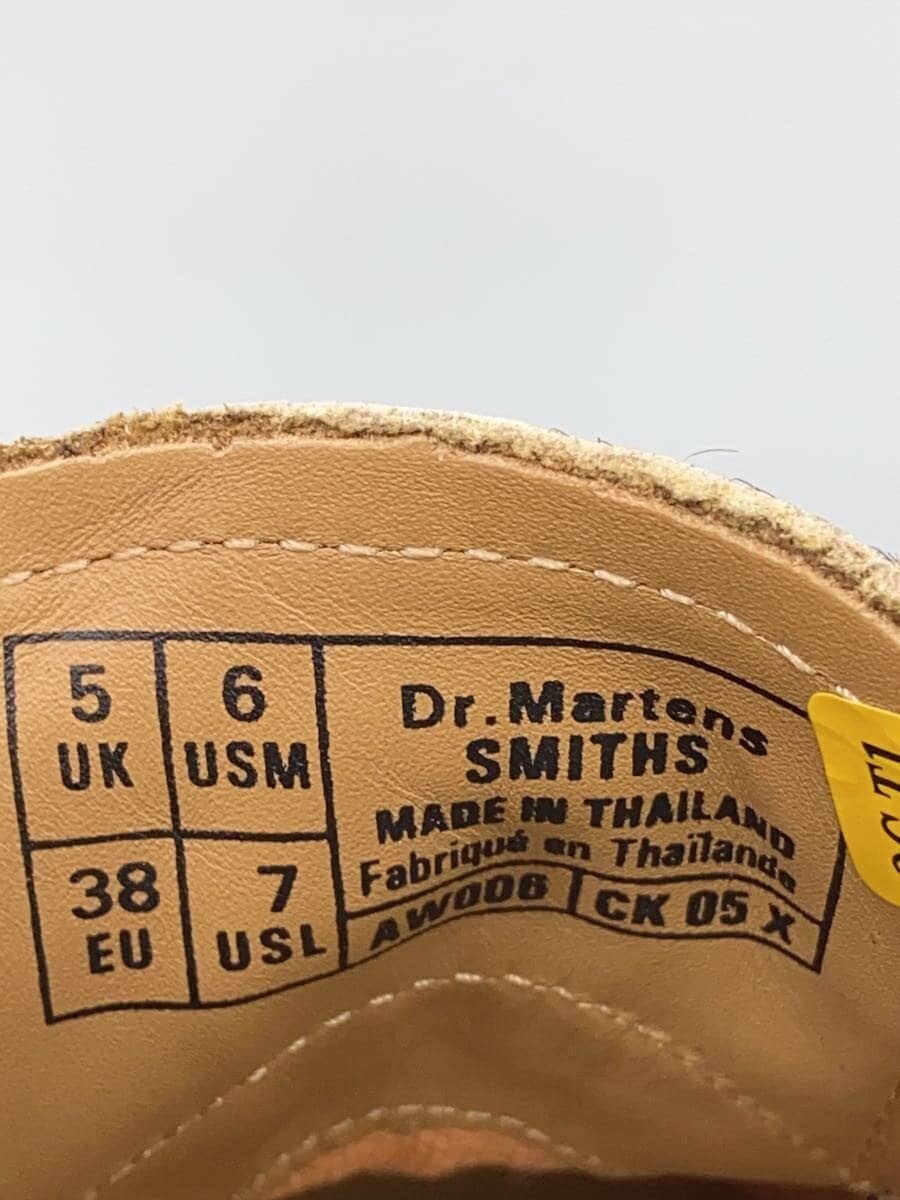 5
UK
6
USM
38
EU
7
USL
Dr.Martens
SMITHS
MADE IN THAILAND
Fabriqué en Thaïlande
AW006
CK 05 X